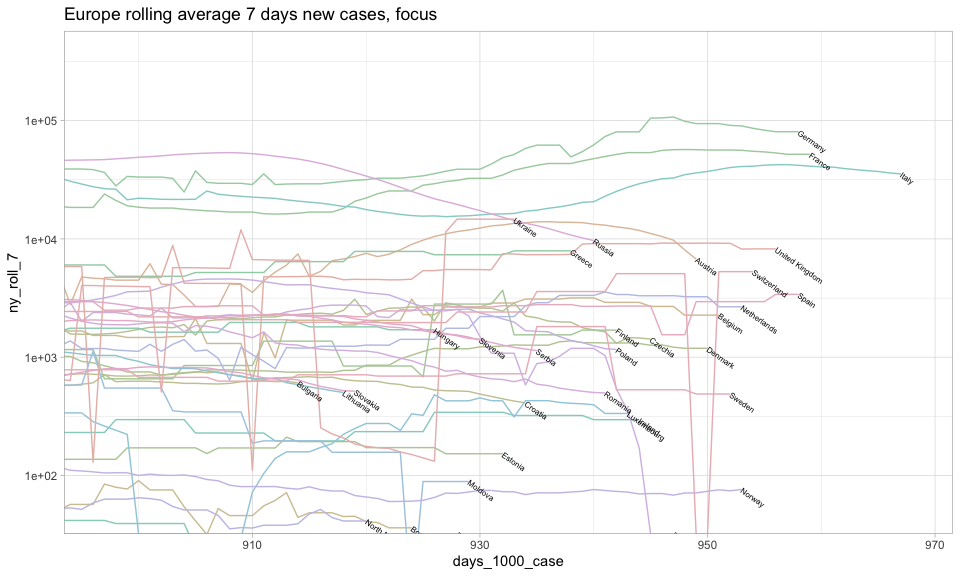 Europe rolling average 7 days new cases, focus
ny_roll_7
1e+05
1e+04
1e+03
1e+02
Germany
France
Italy
Ukraine
Russia
Greece
Austria
United Kingdom
Switzerland
Spain
Netherlands
Belgium
Hungary
Slovenia
Serbia
Finland
Poland
Czechia
Denmark
Bulgaria
Lithuania
Slovakia
Croatia
Romania
Sweden
Estonia
Moldova
Norway
910
930
950
970
days_1000_case